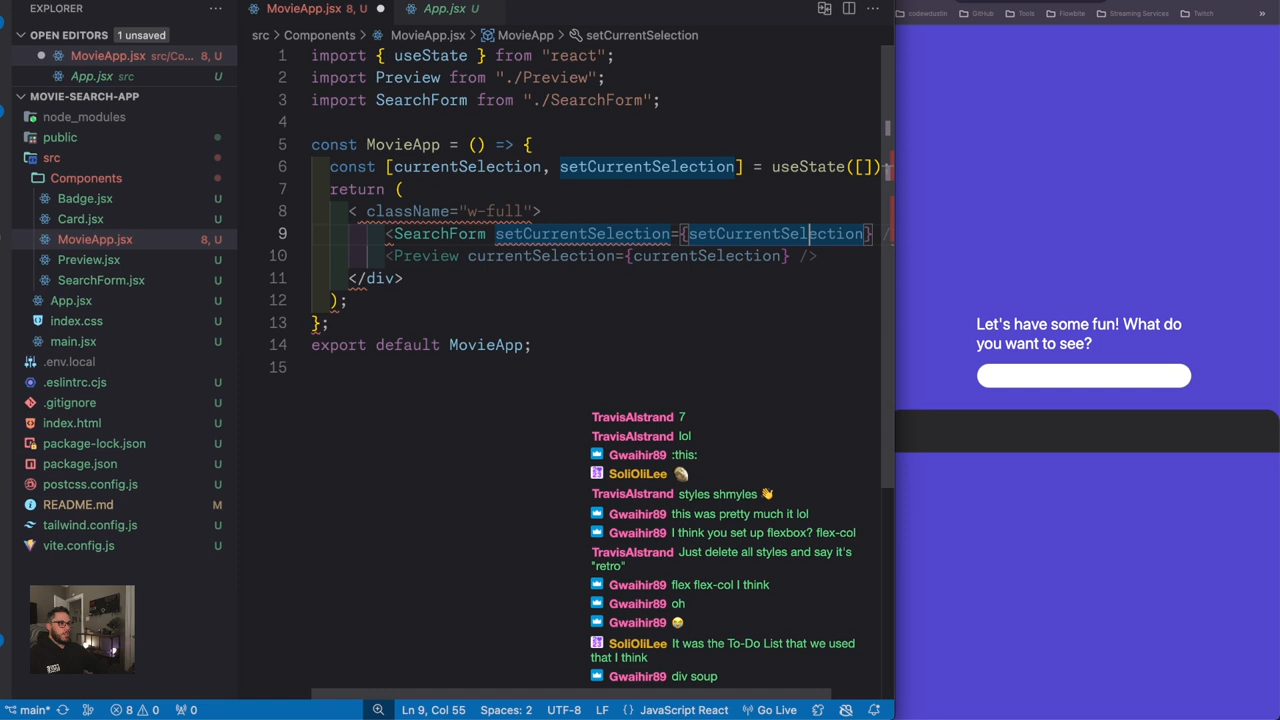 EXPLORER ···
MovieApp.jsx 8, U ● App.jsx U ···
codewdustin GitHub Tools Flowbite Streaming Services Twitch »
OPEN EDITORS 1 unsaved
● MovieApp.jsx src/Co... 8, U
App.jsx src U
MOVIE-SEARCH-APP
node_modules
public
src
Components
Badge.jsx U
Card.jsx U
MovieApp.jsx 8, U
Preview.jsx U
SearchForm.jsx U
App.jsx U
index.css U
main.jsx U
.env.local
.eslintrc.cjs U
.gitignore U
index.html U
package-lock.json U
package.json U
postcss.config.js U
README.md M
tailwind.config.js U
vite.config.js U
src > Components > MovieApp.jsx > MovieApp > setCurrentSelection
1 import { useState } from "react";
2 import Preview from "./Preview";
3 import SearchForm from "./SearchForm";
4
5 const MovieApp = () => {
6 const [currentSelection, setCurrentSelection] = useState([])
7 return (
8 < className="w-full">
9 <SearchForm setCurrentSelection={setCurrentSelection} /
10 <Preview currentSelection={currentSelection} />
11 </div>
12 );
13 };
14 export default MovieApp;
15
TravisAlstrand 7
TravisAlstrand lol
Gwaihir89 :this:
SoliOliLee
TravisAlstrand styles shmyles 👋
Gwaihir89 this was pretty much it lol
Gwaihir89 I think you set up flexbox? flex-col
TravisAlstrand Just delete all styles and say it's
"retro"
Gwaihir89 flex flex-col I think
Gwaihir89 oh
Gwaihir89 😂
SoliOliLee It was the To-Do List that we used
that I think
Gwaihir89 div soup
Let's have some fun! What do
you want to see?
main* 8 0 0 Ln 9, Col 55 Spaces: 2 UTF-8 LF {} JavaScript React Go Live